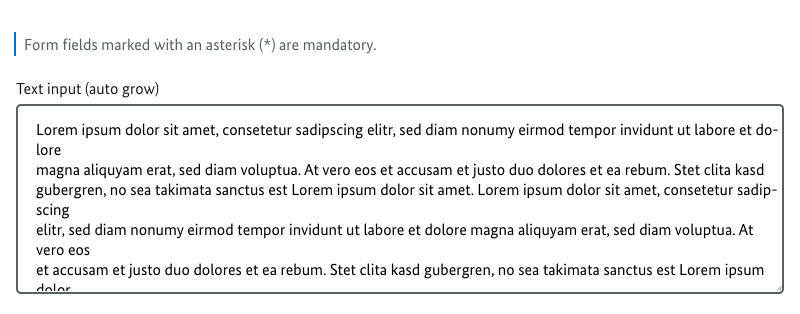 Form fields marked with an asterisk (*) are mandatory.
Text input (auto grow)
Lorem ipsum dolor sit amet, consetetur sadipscing elitr, sed diam nonumy eirmod tempor invidunt ut labore et do-
lore
magna aliquyam erat, sed diam voluptua. At vero eos et accusam et justo duo dolores et ea rebum. Stet clita kasd
gubergren, no sea takimata sanctus est Lorem ipsum dolor sit amet. Lorem ipsum dolor sit amet, consetetur sadip-
scing
elitr, sed diam nonumy eirmod tempor invidunt ut labore et dolore magna aliquyam erat, sed diam voluptua. At
vero eos
et accusam et justo duo dolores et ea rebum. Stet clita kasd gubergren, no sea takimata sanctus est Lorem ipsum
dolor